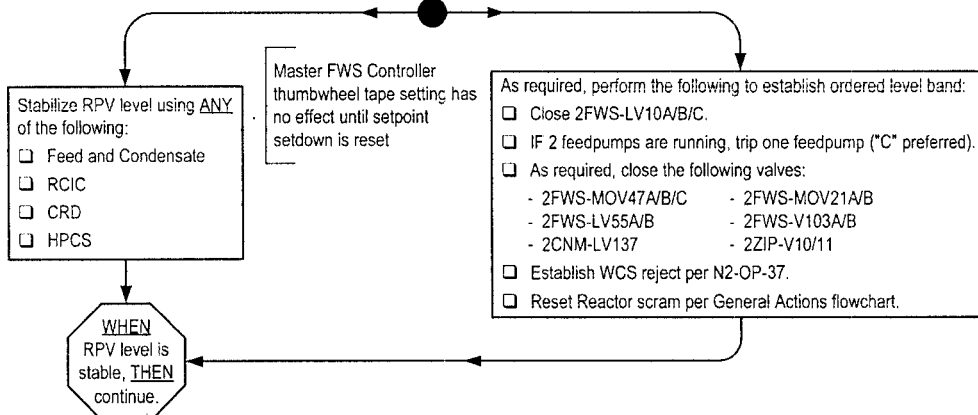 Stabilize RPV level using ANY
of the following:
❑ Feed and Condensate
❑ RCIC
❑ CRD
❑ HPCS
Master FWS Controller
thumbwheel tape setting has
no effect until setpoint
setdown is reset
As required, perform the following to establish ordered level band:
❑ Close 2FWS-LV10A/B/C.
❑ IF 2 feedpumps are running, trip one feedpump ("C" preferred).
❑ As required, close the following valves:
- 2FWS-MOV47A/B/C - 2FWS-MOV21A/B
- 2FWS-LV55A/B - 2FWS-V103A/B
- 2CNM-LV137 - 2ZIP-V10/11
❑ Establish WCS reject per N2-OP-37.
❑ Reset Reactor scram per General Actions flowchart.
WHEN
RPV level is
stable, THEN
continue.